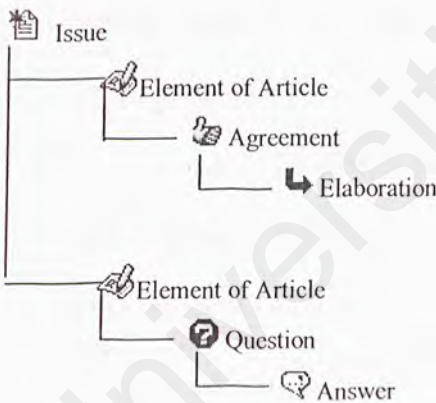 Issue
Element of Article
Agreement
Elaboration
Element of Article
Question
Answer